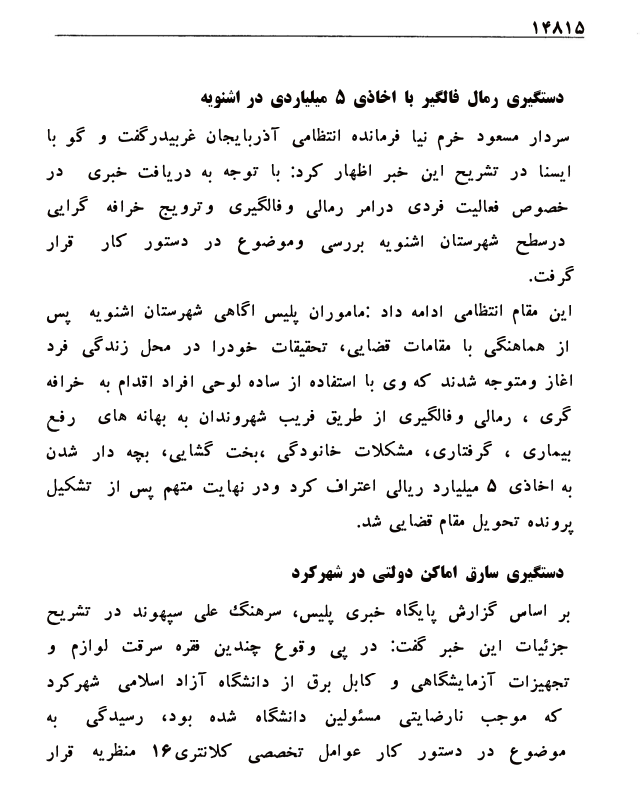 ۱۴۸۱۵
دستگیری رمال فالگیر با اخاذی ۵ میلیاردی در اشنویه
سردار مسعود خرم نیا فرمانده انتظامی آذربایجان غربیدرگفت و گو با
ایسنا در تشریح این خبر اظهار کرد: با توجه به دریافت خبری در
خصوص فعالیت فردی درامر رمالی وفالگیری وترویج خرافه گرایی
درسطح شهرستان اشنویه بررسی وموضوع در دستور کار قرار
گرفت.
این مقام انتظامی ادامه داد :ماموران پلیس اگاهی شهرستان اشنویه پس
از هماهنگی با مقامات قضایی، تحقیقات خودرا در محل زندگی فرد
اغاز ومتوجه شدند که وی با استفاده از ساده لوحی افراد اقدام به خرافه
گری ، رمالی وفالگیری از طریق فریب شهروندان به بهانه های رفع
بیماری ، گرفتاری، مشکلات خانودگی ،بخت گشایی، بچه دار شدن
به اخاذی ۵ میلیارد ریالی اعتراف کرد ودر نهایت متهم پس از تشکیل
پرونده تحویل مقام قضایی شد.
دستگیری سارق اماکن دولتی در شهرکرد
بر اساس گزارش پایگاه خبری پلیس، سرهنگ علی سپهوند در تشریح
جزئیات این خبر گفت: در پی وقوع چندین فقره سرقت لوازم و
تجهیزات آزمایشگاهی و کابل برق از دانشگاه آزاد اسلامی شهرکرد
که موجب نارضایتی مسئولین دانشگاه شده بود، رسیدگی به
موضوع در دستور کار عوامل تخصصی کلانتری۱۶ منظریه قرار